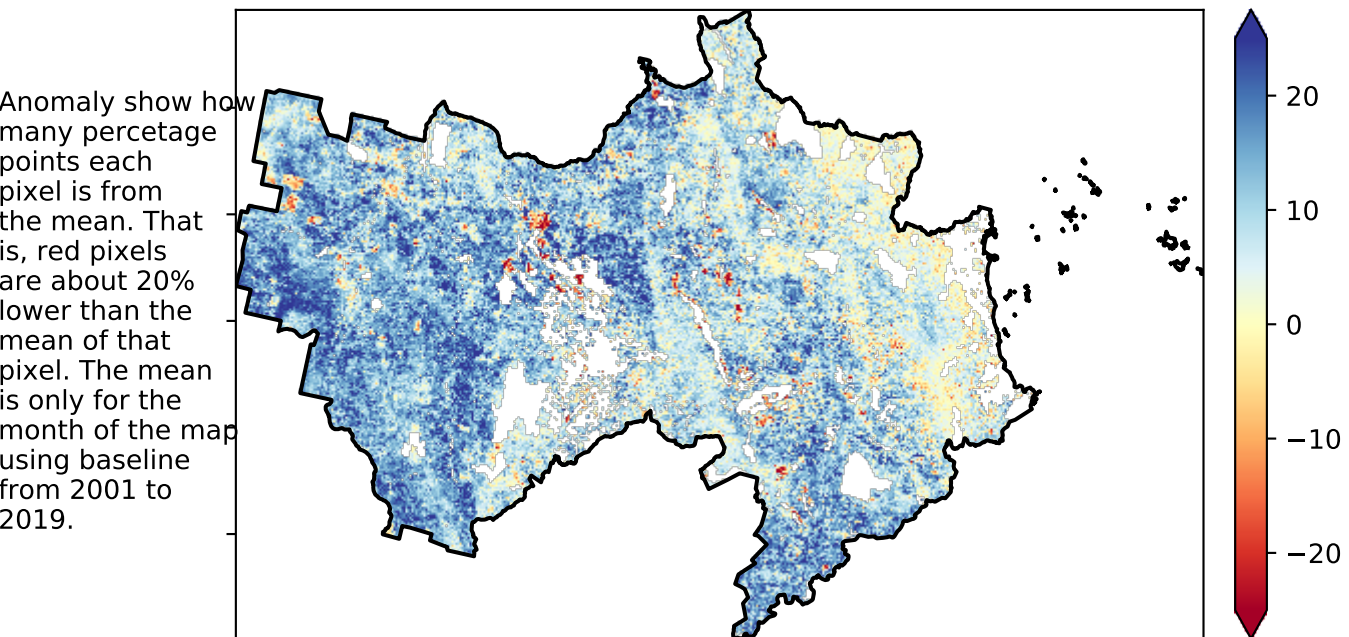 Anomaly show how
many percetage
points each
pixel is from
the mean. That
is, red pixels
are about 20%
lower than the
mean of that
pixel. The mean
is only for the
month of the map
using baseline
from 2001 to
2019.
20
10
0
−10
−20